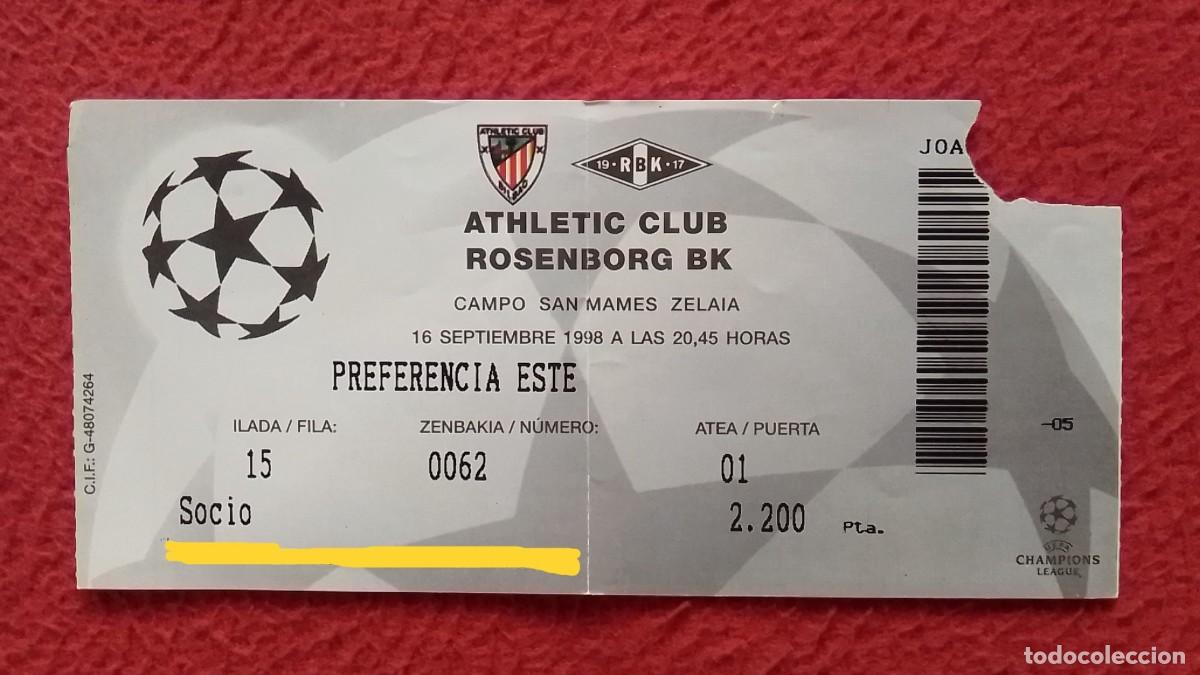 ATHLETIC CLUB
BILBAO
19 · RBK · 17
JOA
ATHLETIC CLUB
ROSENBORG BK
CAMPO SAN MAMES ZELAIA
16 SEPTIEMBRE 1998 A LAS 20,45 HORAS
PREFERENCIA ESTE
C.I.F.: G-48074264
ILADA / FILA: ZENBAKIA / NÚMERO: ATEA / PUERTA
15 0062 01
-05
Socio 2.200 Pta.
UEFA
CHAMPIONS
LEAGUE
todocoleccion